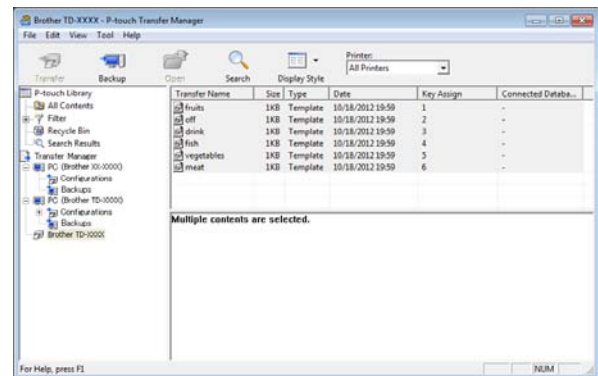 Brother TD-XXXX - P-touch Transfer Manager
File Edit View Tool Help
Transfer Backup Open Search Display Style
Printer:
All Printers
P-touch Library
All Contents
Filter
Recycle Bin
Search Results
Transfer Manager
PC (Brother XX-XXXX)
Configurations
Backups
PC (Brother TD-XXXX)
Configurations
Backups
Brother TD-XXXX
Transfer Name Size Type Date Key Assign Connected Databa...
fruits 1KB Template 10/18/2012 19:59 1 -
off 1KB Template 10/18/2012 19:59 2 -
drink 1KB Template 10/18/2012 19:59 3 -
fish 1KB Template 10/18/2012 19:59 4 -
vegetables 1KB Template 10/18/2012 19:59 5 -
meat 1KB Template 10/18/2012 19:59 6 -
Multiple contents are selected.
For Help, press F1
NUM